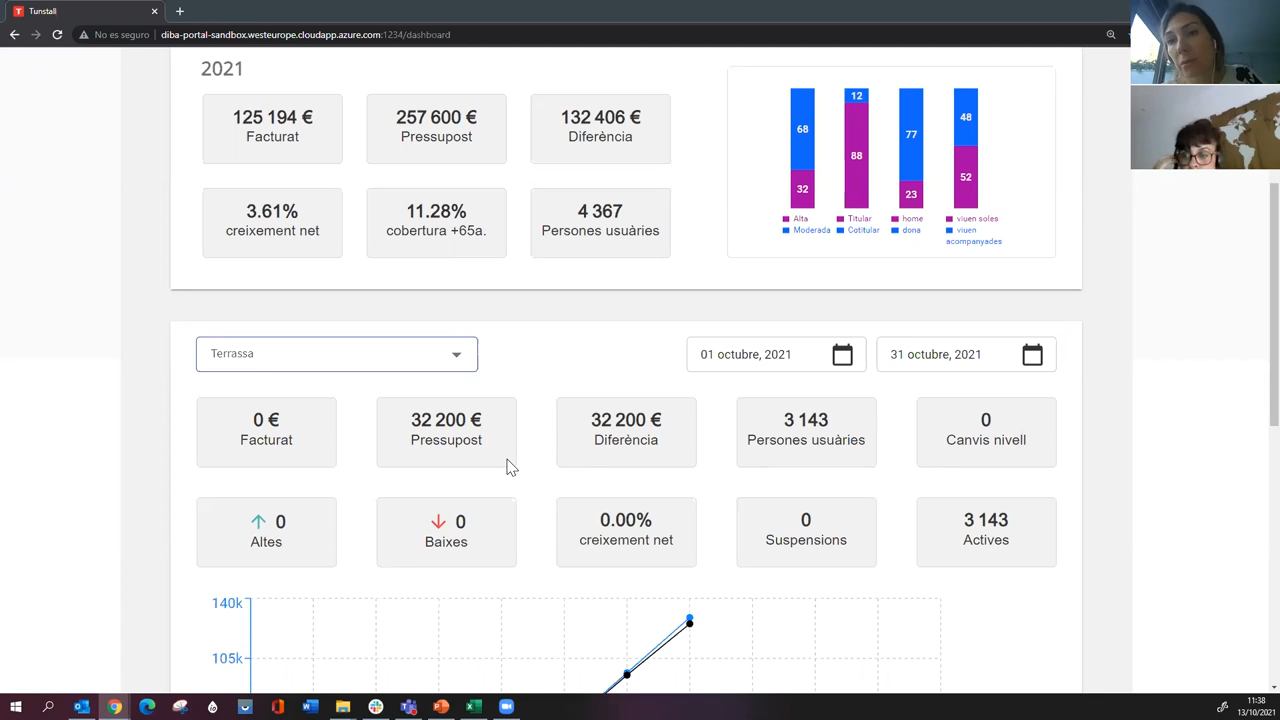 Tunstall
No es seguro
diba-portal-sandbox.westeurope.cloudapp.azure.com:1234/dashboard
2021
125 194 €
Facturat
257 600 €
Pressupost
132 406 €
Diferència
3.61%
creixement net
11.28%
cobertura +65a.
4 367
Persones usuàries
68
32
12
88
77
23
48
52
Alta
Moderada
Titular
Cotitular
home
dona
viuen soles
viuen
acompanyades
Terrassa
01 octubre, 2021
31 octubre, 2021
0 €
Facturat
32 200 €
Pressupost
32 200 €
Diferència
3 143
Persones usuàries
0
Canvis nivell
0
Altes
0
Baixes
0.00%
creixement net
0
Suspensions
3 143
Actives
140k
105k
11:38
13/10/2021